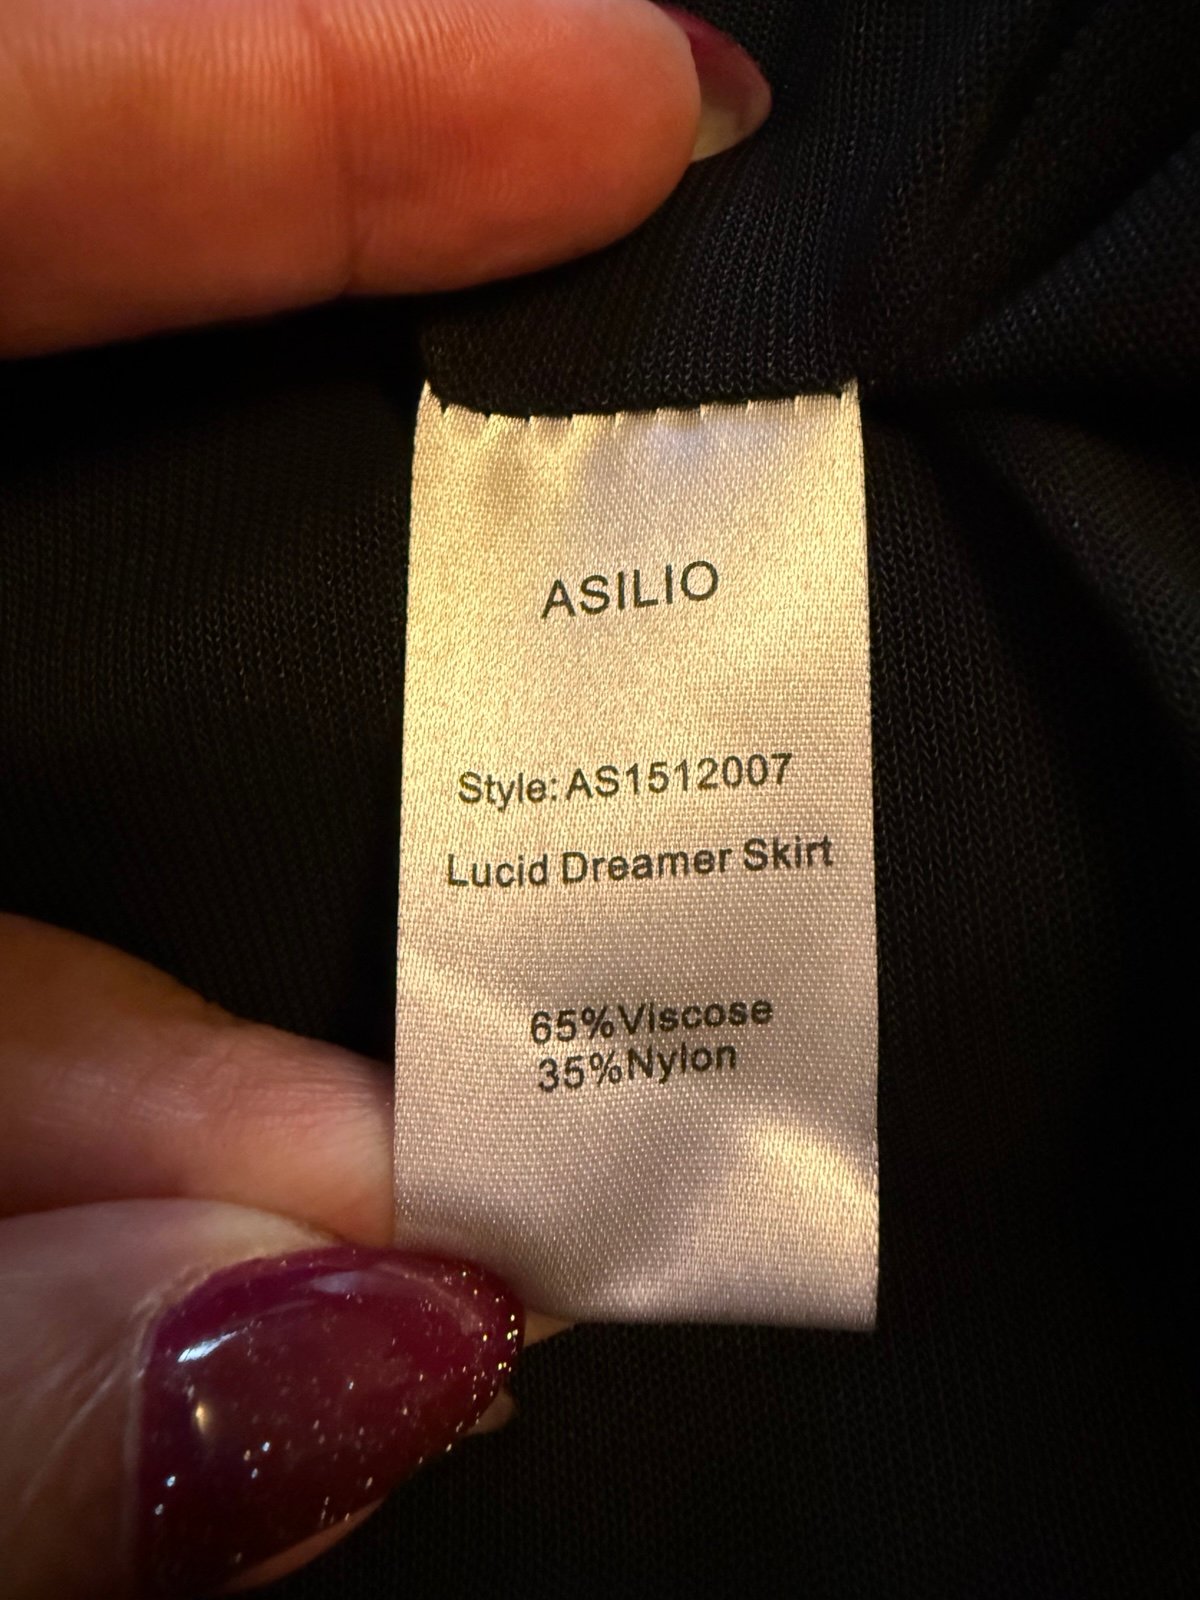 ASILIO
Style:AS1512007
Lucid Dreamer Skirt
65%Viscose
35%Nylon